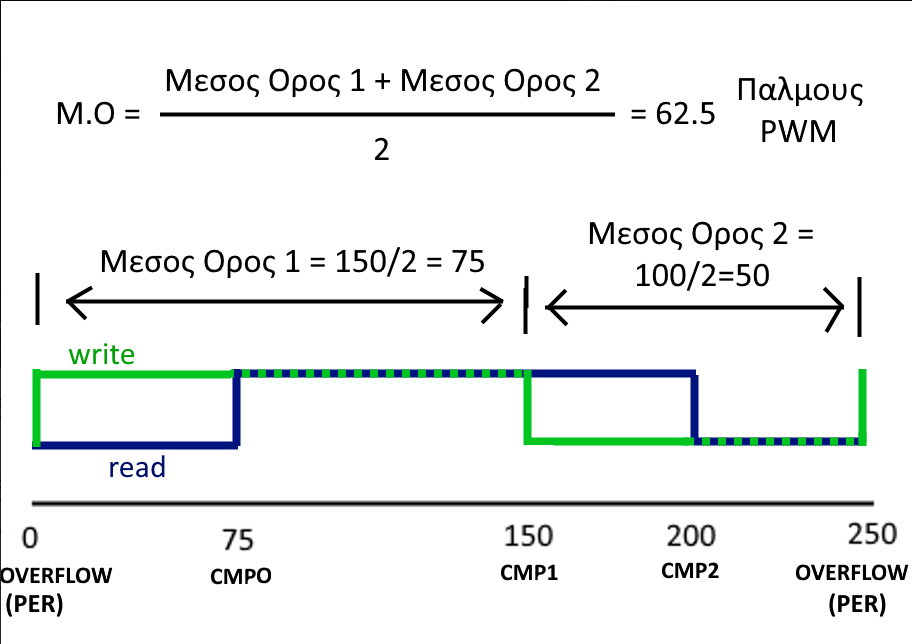 Μεσος Ορος 1 + Μεσος Ορος 2
Μ.Ο =
2
= 62.5
Παλμους
PWM
Μεσος Ορος 1 = 150/2 = 75
Μεσος Ορος 2 =
100/2=50
write
read
0 75 150 200 250
OVERFLOW CMP0 CMP1 CMP2 OVERFLOW
(PER) (PER)